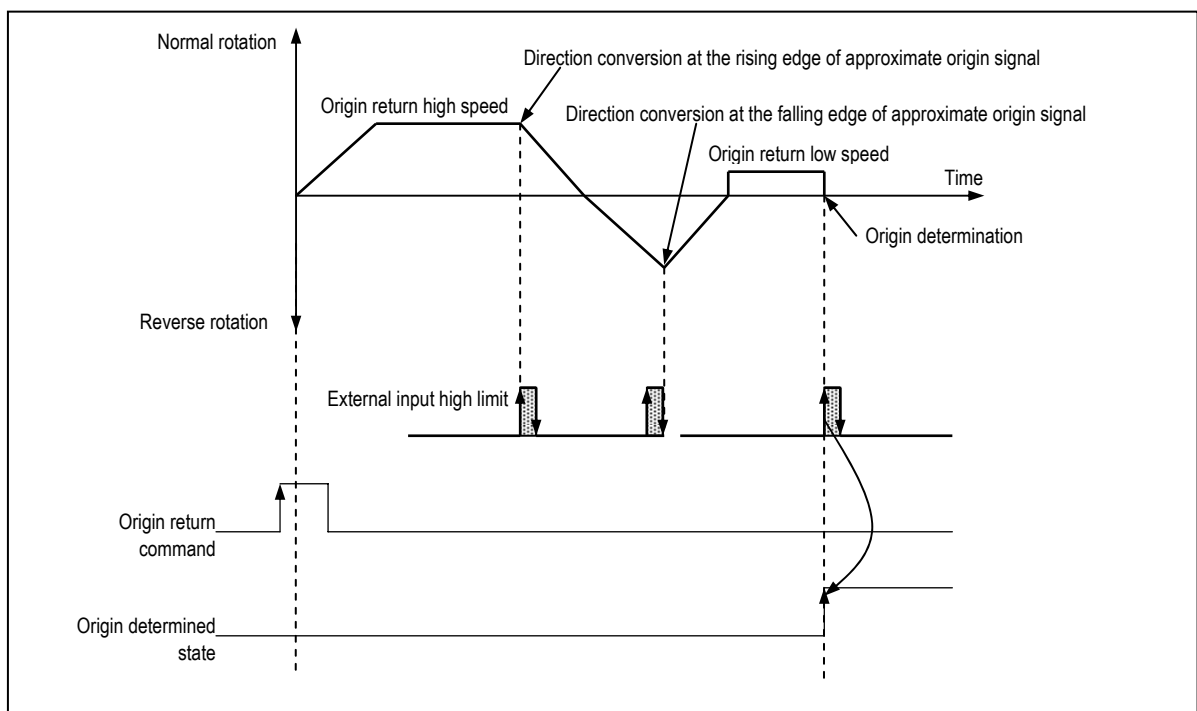 Normal rotation
Direction conversion at the rising edge of approximate origin signal
Origin return high speed
Direction conversion at the falling edge of approximate origin signal
Origin return low speed
Time
Origin determination
Reverse rotation
External input high limit
Origin return
command
Origin determined
state